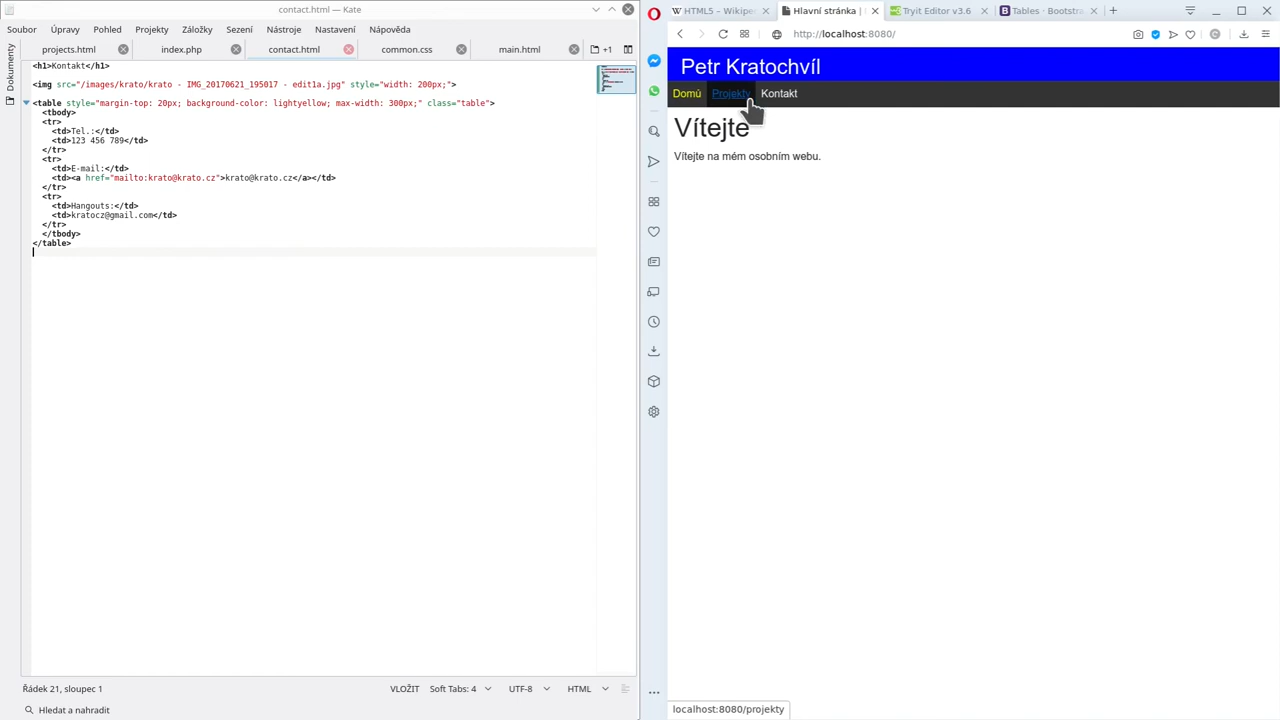 contact.html — Kate
Soubor Úpravy Pohled Projekty Záložky Sezení Nástroje Nastavení Nápověda
projects.html index.php contact.html common.css main.html +1
Dokumenty
<h1>Kontakt</h1>
<img src="/images/krato/krato - IMG_20170621_195017 - edit1a.jpg" style="width: 200px;">
<table style="margin-top: 20px; background-color: lightyellow; max-width: 300px;" class="table">
<tbody>
<tr>
<td>Tel.:</td>
<td>123 456 789</td>
</tr>
<tr>
<td>E-mail:</td>
<td><a href="mailto:krato@krato.cz">krato@krato.cz</a></td>
</tr>
<tr>
<td>Hangouts:</td>
<td>kratocz@gmail.com</td>
</tr>
</tbody>
</table>
Řádek 21, sloupec 1 VLOŽIT Soft Tabs: 4 UTF-8 HTML
Hledat a nahradit
HTML5 – Wikipe Hlavní stránka | Tryit Editor v3.6 Tables · Bootstra
http://localhost:8080/
Petr Kratochvíl
Domů Projekty Kontakt
Vítejte
Vítejte na mém osobním webu.
localhost:8080/projekty